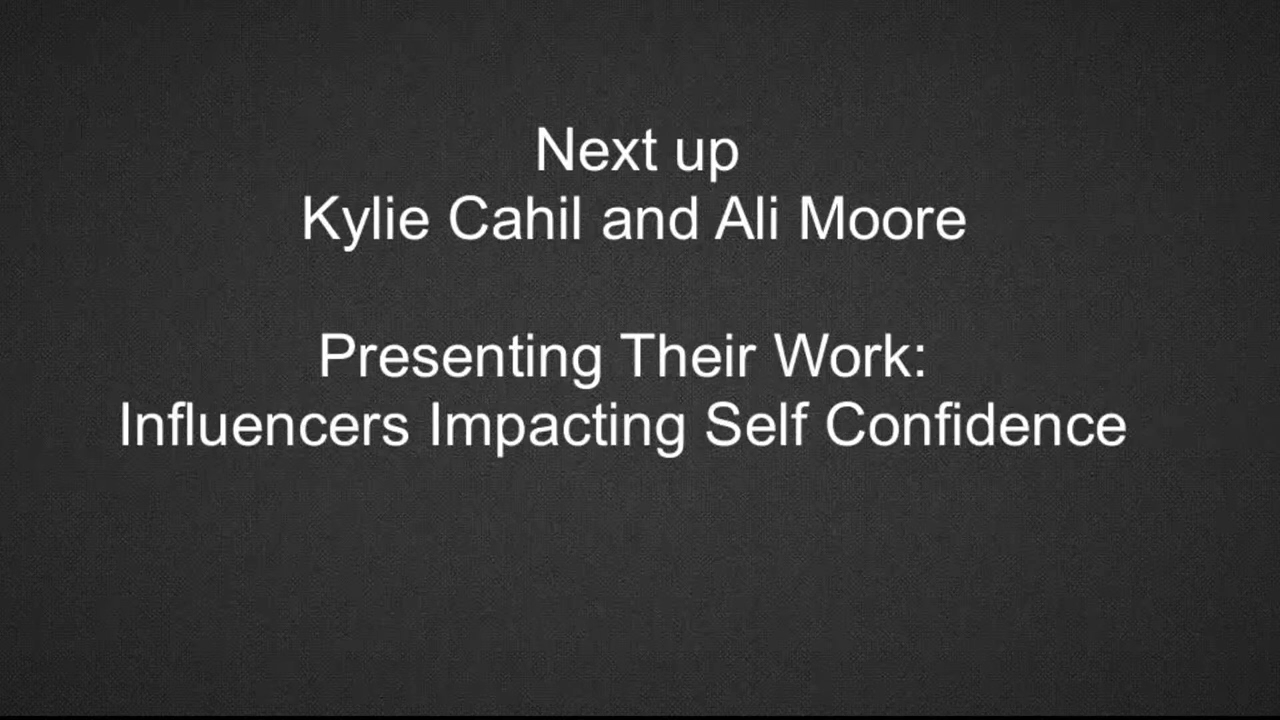 Next up
Kylie Cahil and Ali Moore
Presenting Their Work:
Influencers Impacting Self Confidence